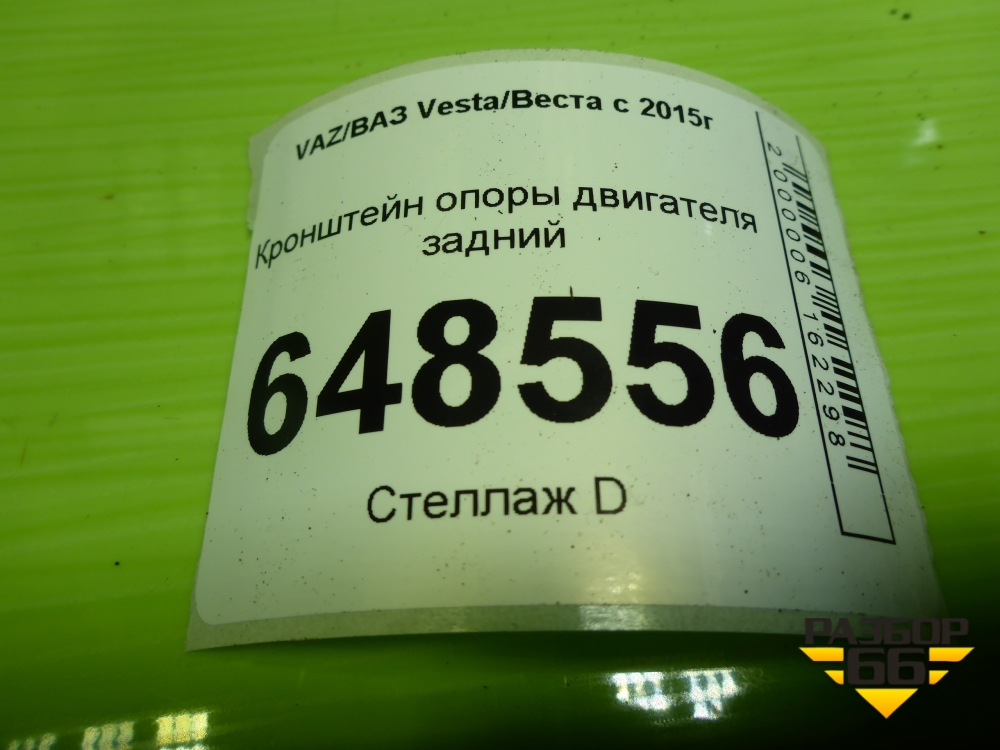 VAZ/ВАЗ Vesta/Веста с 2015г
Кронштейн опоры двигателя
задний
648556
Стеллаж D
2000006162298
РАЗБОР
66